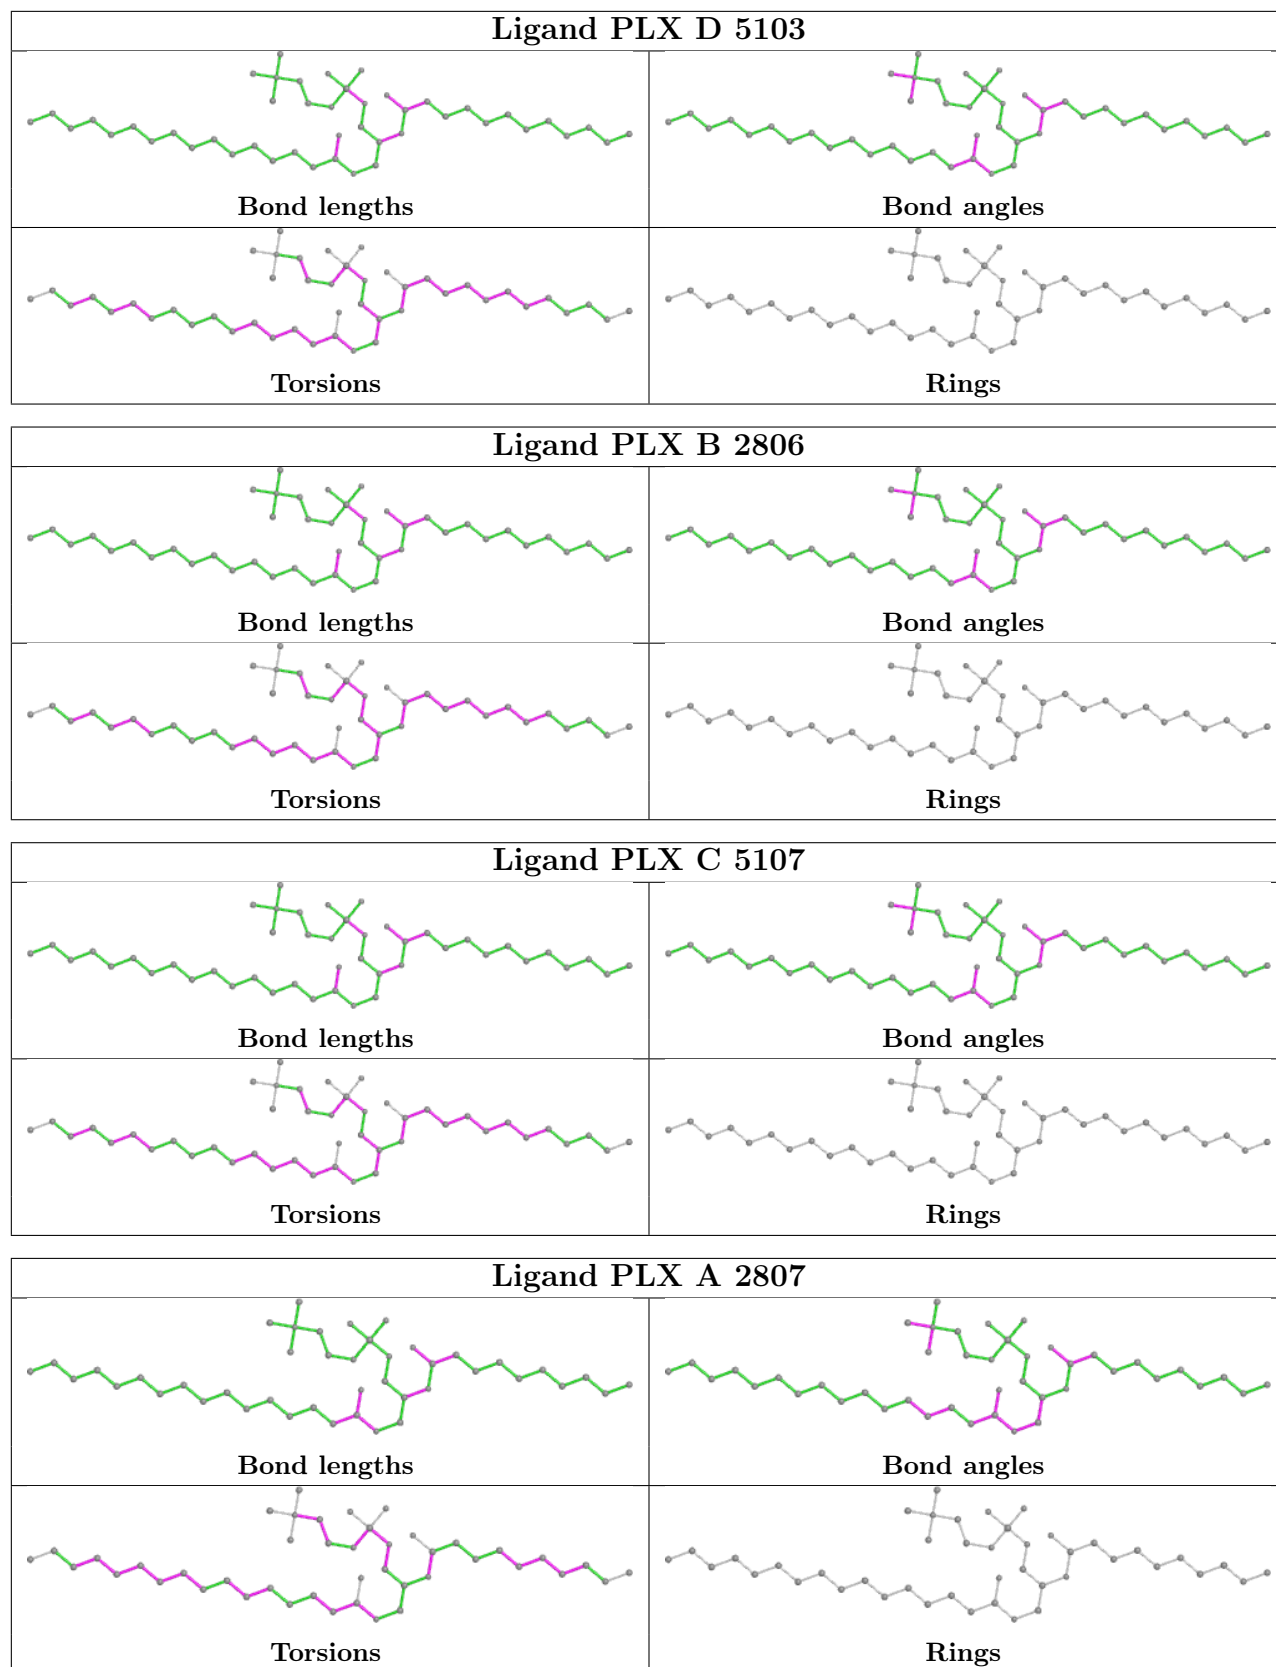 Ligand PLX D 5103
Bond lengths
Bond angles
Torsions
Rings
Ligand PLX B 2806
Bond lengths
Bond angles
Torsions
Rings
Ligand PLX C 5107
Bond lengths
Bond angles
Torsions
Rings
Ligand PLX A 2807
Bond lengths
Bond angles
Torsions
Rings